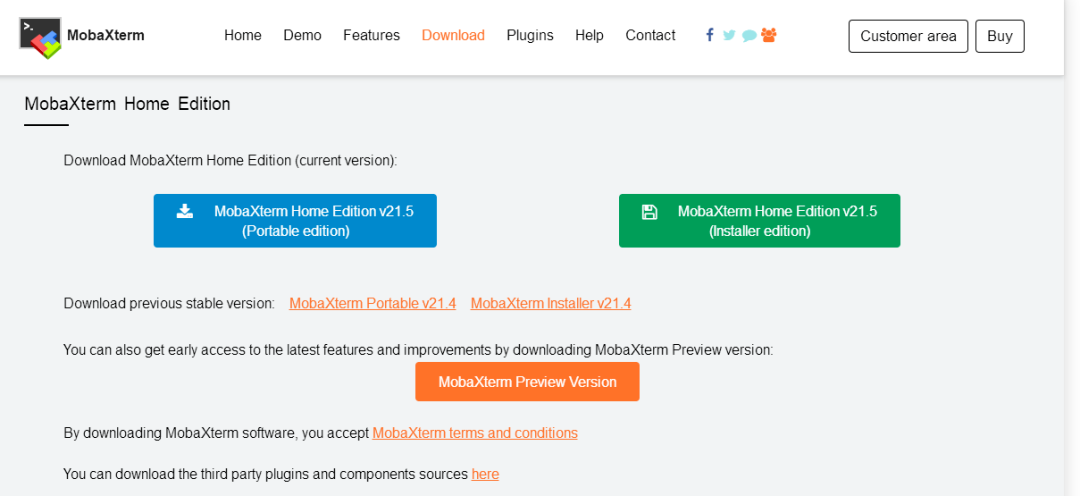 >_
MobaXterm Home Demo Features Download Plugins Help Contact Customer area Buy
MobaXterm Home Edition
Download MobaXterm Home Edition (current version):
MobaXterm Home Edition v21.5
(Portable edition)
MobaXterm Home Edition v21.5
(Installer edition)
Download previous stable version: MobaXterm Portable v21.4 MobaXterm Installer v21.4
You can also get early access to the latest features and improvements by downloading MobaXterm Preview version:
MobaXterm Preview Version
By downloading MobaXterm software, you accept MobaXterm terms and conditions
You can download the third party plugins and components sources here